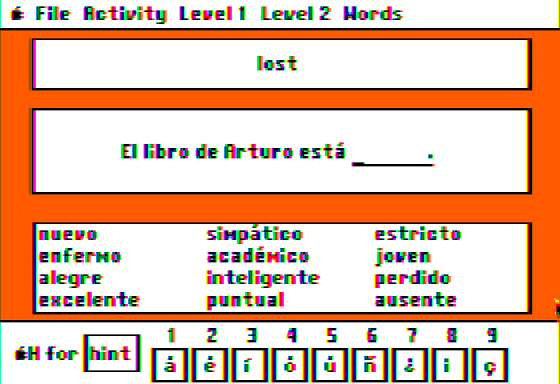 File Activity Level 1 Level 2 Words
lost
El libro de Arturo está ______.
nuevo simpático estricto
enfermo académico joven
alegre inteligente perdido
excelente puntual ausente
1 2 3 4 5 6 7 8 9
H for hint á é í ó ú ñ ¿ ¡ ç